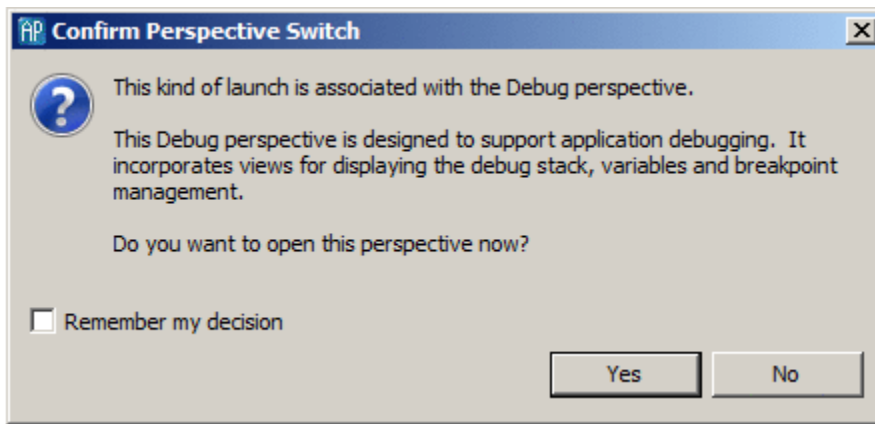 AP Confirm Perspective Switch
This kind of launch is associated with the Debug perspective.
This Debug perspective is designed to support application debugging. It
incorporates views for displaying the debug stack, variables and breakpoint
management.
Do you want to open this perspective now?
Remember my decision
Yes No